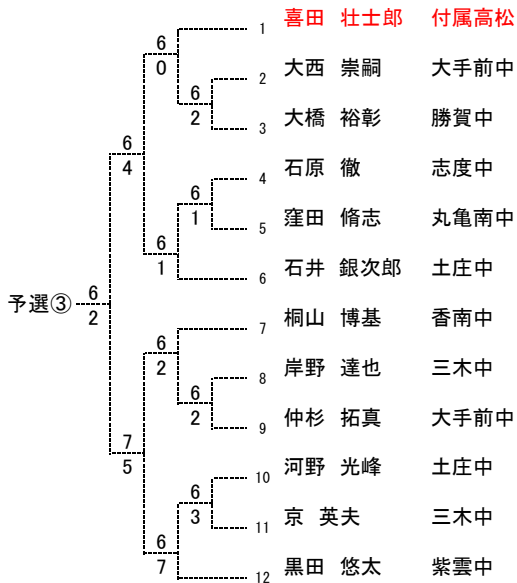 1 喜田 壮士郎 付属高松
6
0
2 大西 崇嗣 大手前中
6
2
3 大橋 裕彰 勝賀中
6
4
4 石原 徹 志度中
6
1
5 窪田 脩志 丸亀南中
6
1
6 石井 銀次郎 土庄中
予選③
6
2
7 桐山 博基 香南中
6
2
8 岸野 達也 三木中
6
2
9 仲杉 拓真 大手前中
7
5
10 河野 光峰 土庄中
6
3
11 京 英夫 三木中
6
7
12 黒田 悠太 紫雲中